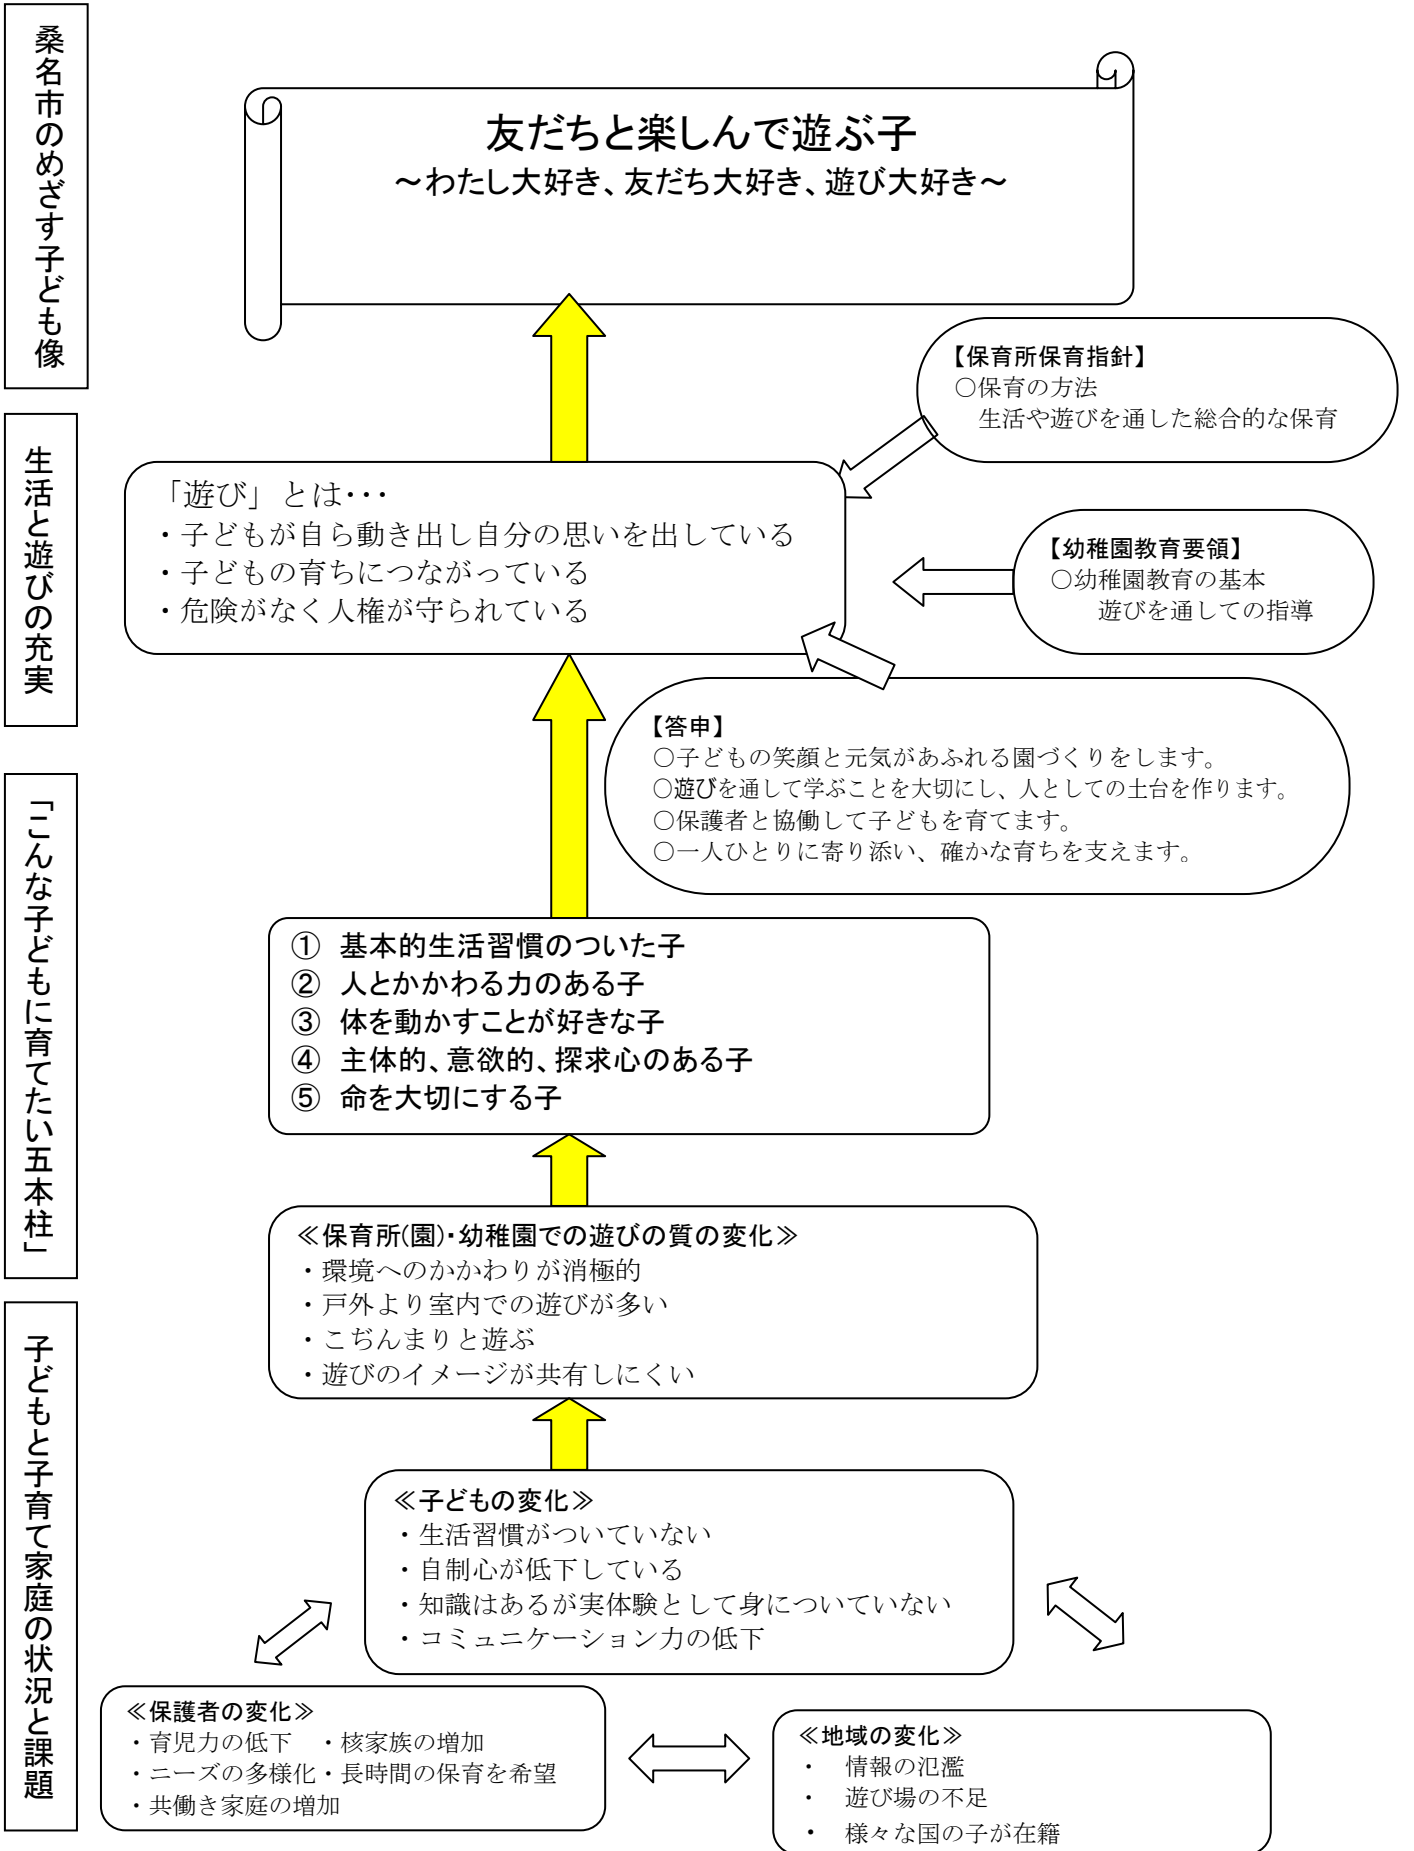 桑名市のめざす子ども像
友だちと楽しんで遊ぶ子
～わたし大好き、友だち大好き、遊び大好き～
【保育所保育指針】
○保育の方法
生活や遊びを通した総合的な保育
生活と遊びの充実
「遊び」とは･･･
・子どもが自ら動き出し自分の思いを出している
・子どもの育ちにつながっている
・危険がなく人権が守られている
【幼稚園教育要領】
○幼稚園教育の基本
遊びを通しての指導
【答申】
○子どもの笑顔と元気があふれる園づくりをします。
○遊びを通して学ぶことを大切にし、人としての土台を作ります。
○保護者と協働して子どもを育てます。
○一人ひとりに寄り添い、確かな育ちを支えます。
「こんな子どもに育てたい五本柱」
① 基本的生活習慣のついた子
② 人とかかわる力のある子
③ 体を動かすことが好きな子
④ 主体的、意欲的、探求心のある子
⑤ 命を大切にする子
≪保育所(園)･幼稚園での遊びの質の変化≫
・環境へのかかわりが消極的
・戸外より室内での遊びが多い
・こぢんまりと遊ぶ
・遊びのイメージが共有しにくい
子どもと子育て家庭の状況と課題
≪子どもの変化≫
・生活習慣がついていない
・自制心が低下している
・知識はあるが実体験として身についていない
・コミュニケーション力の低下
≪保護者の変化≫
・育児力の低下　・核家族の増加
・ニーズの多様化・長時間の保育を希望
・共働き家庭の増加
≪地域の変化≫
・　情報の氾濫
・　遊び場の不足
・　様々な国の子が在籍